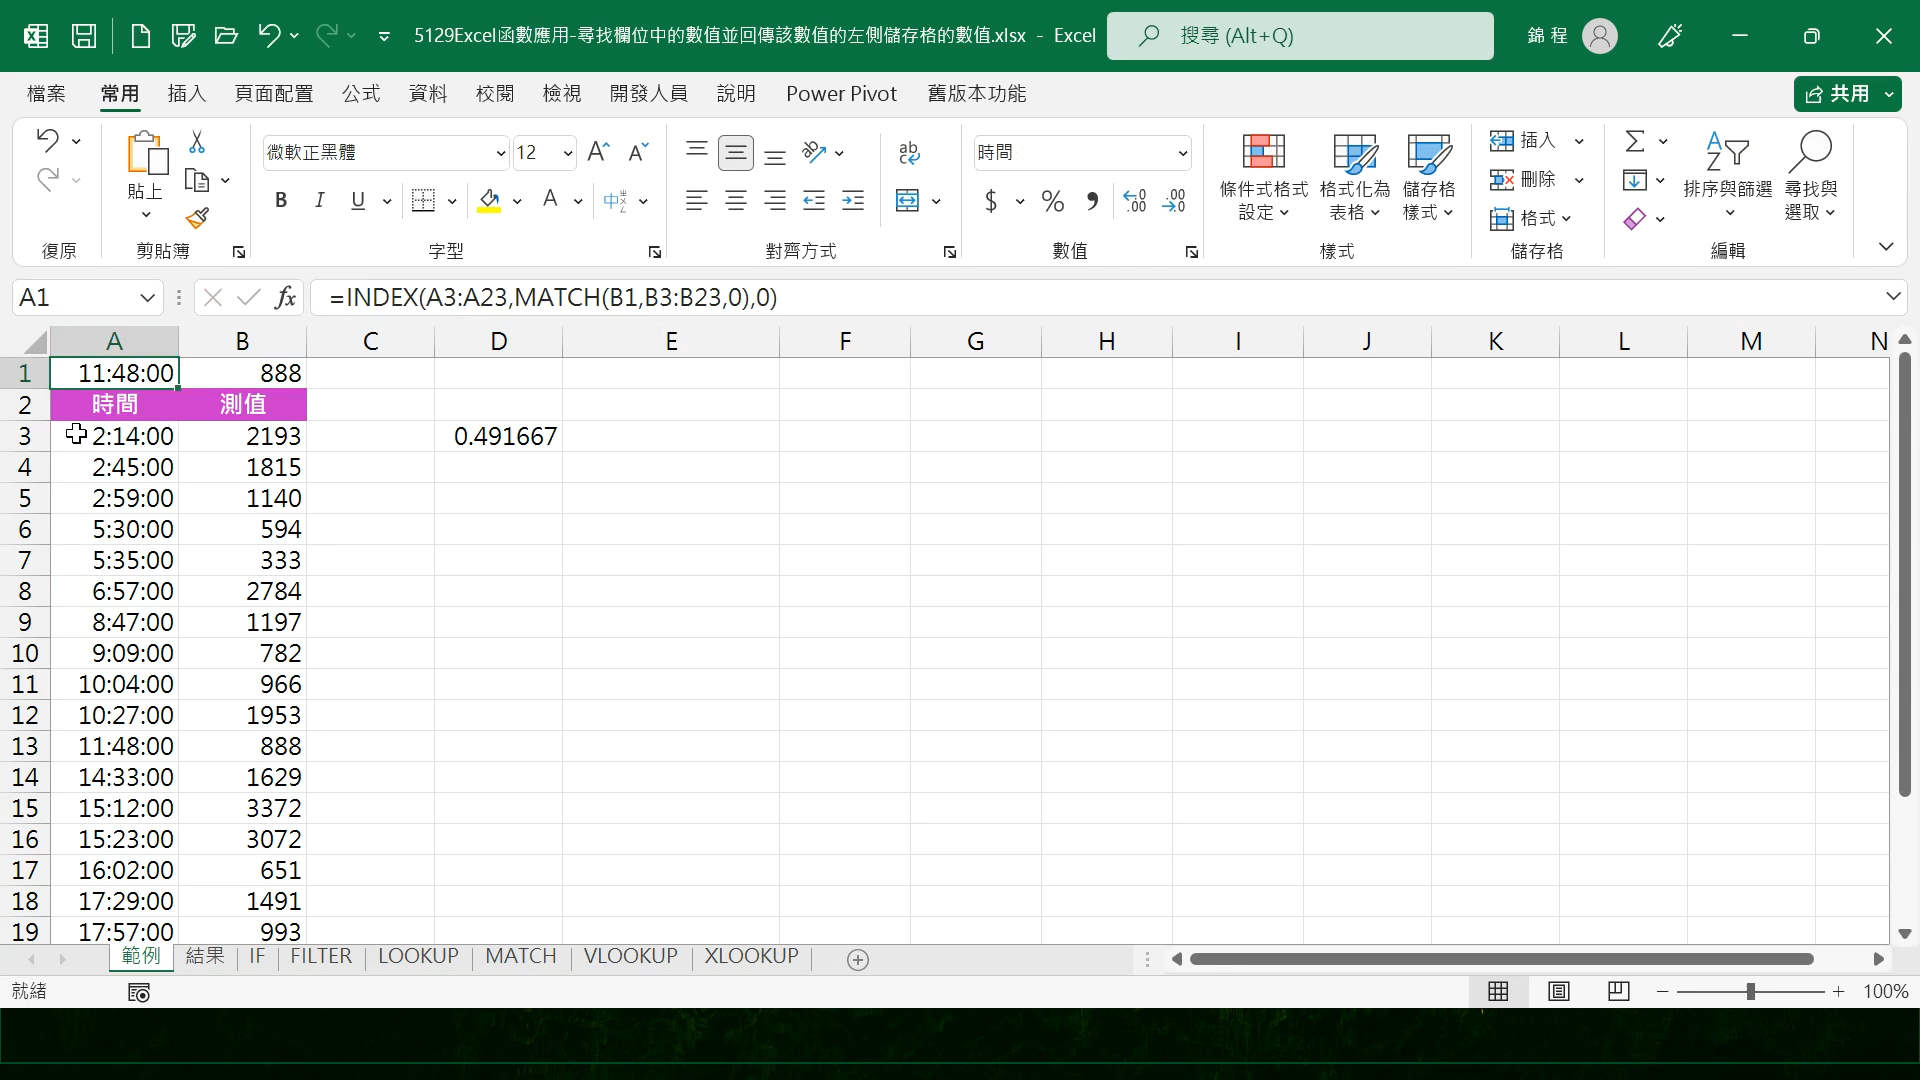 5129Excel函數應用-尋找欄位中的數值並回傳該數值的左側儲存格的數值.xlsx - Excel
搜尋 (Alt+Q)
錦 程
檔案 常用 插入 頁面配置 公式 資料 校閱 檢視 開發人員 說明 Power Pivot 舊版本功能
共用
微軟正黑體 12
時間
貼上
B I U A
$ % 9
條件式格式設定
格式化為表格
儲存格樣式
插入
刪除
格式
排序與篩選
尋找與選取
復原 剪貼簿 字型 對齊方式 數值 樣式 儲存格 編輯
A1 fx =INDEX(A3:A23,MATCH(B1,B3:B23,0),0)
A B C D E F G H I J K L M N
1 11:48:00 888
2 時間 測值
3 2:14:00 2193 0.491667
4 2:45:00 1815
5 2:59:00 1140
6 5:30:00 594
7 5:35:00 333
8 6:57:00 2784
9 8:47:00 1197
10 9:09:00 782
11 10:04:00 966
12 10:27:00 1953
13 11:48:00 888
14 14:33:00 1629
15 15:12:00 3372
16 15:23:00 3072
17 16:02:00 651
18 17:29:00 1491
19 17:57:00 993
範例 結果 IF FILTER LOOKUP MATCH VLOOKUP XLOOKUP
就緒 100%